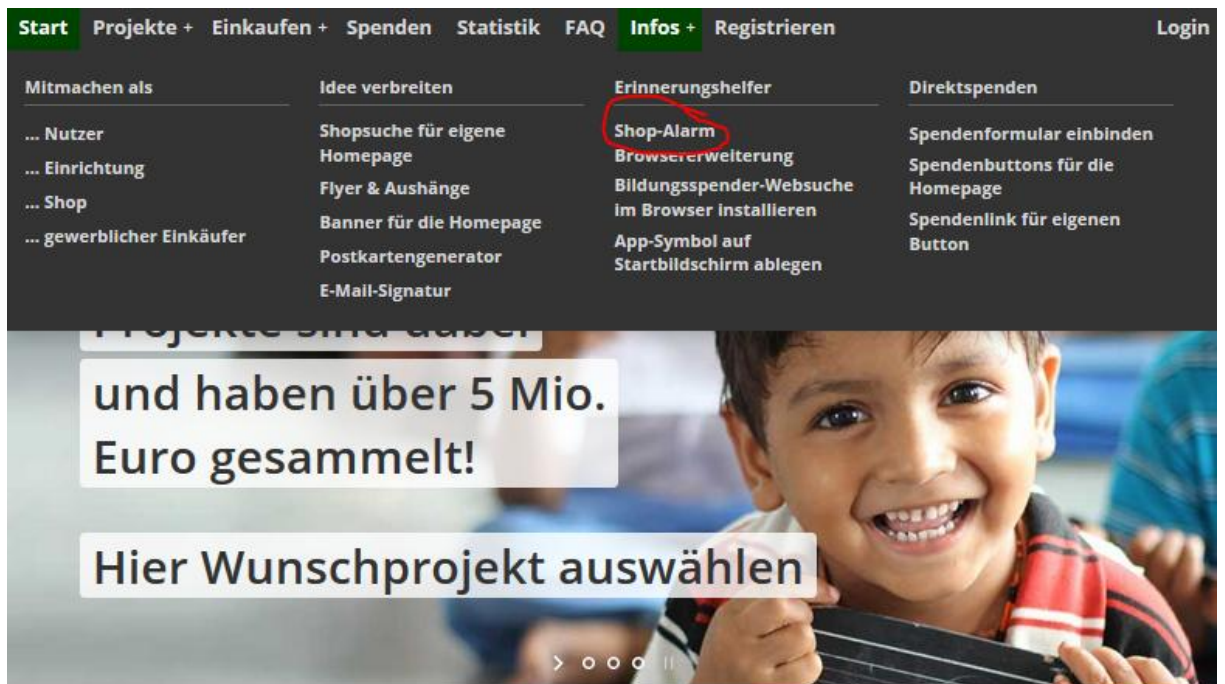 Start Projekte + Einkaufen + Spenden Statistik FAQ Infos + Registrieren Login
Mitmachen als
... Nutzer
... Einrichtung
... Shop
... gewerblicher Einkäufer
Idee verbreiten
Shopsuche für eigene
Homepage
Flyer & Aushänge
Banner für die Homepage
Postkartengenerator
E-Mail-Signatur
Erinnerungshelfer
Shop-Alarm
Browsererweiterung
Bildungsspender-Websuche
im Browser installieren
App-Symbol auf
Startbildschirm ablegen
Direktspenden
Spendenformular einbinden
Spendenbuttons für die
Homepage
Spendenlink für eigenen
Button
Projekte sind dabei
und haben über 5 Mio.
Euro gesammelt!
Hier Wunschprojekt auswählen